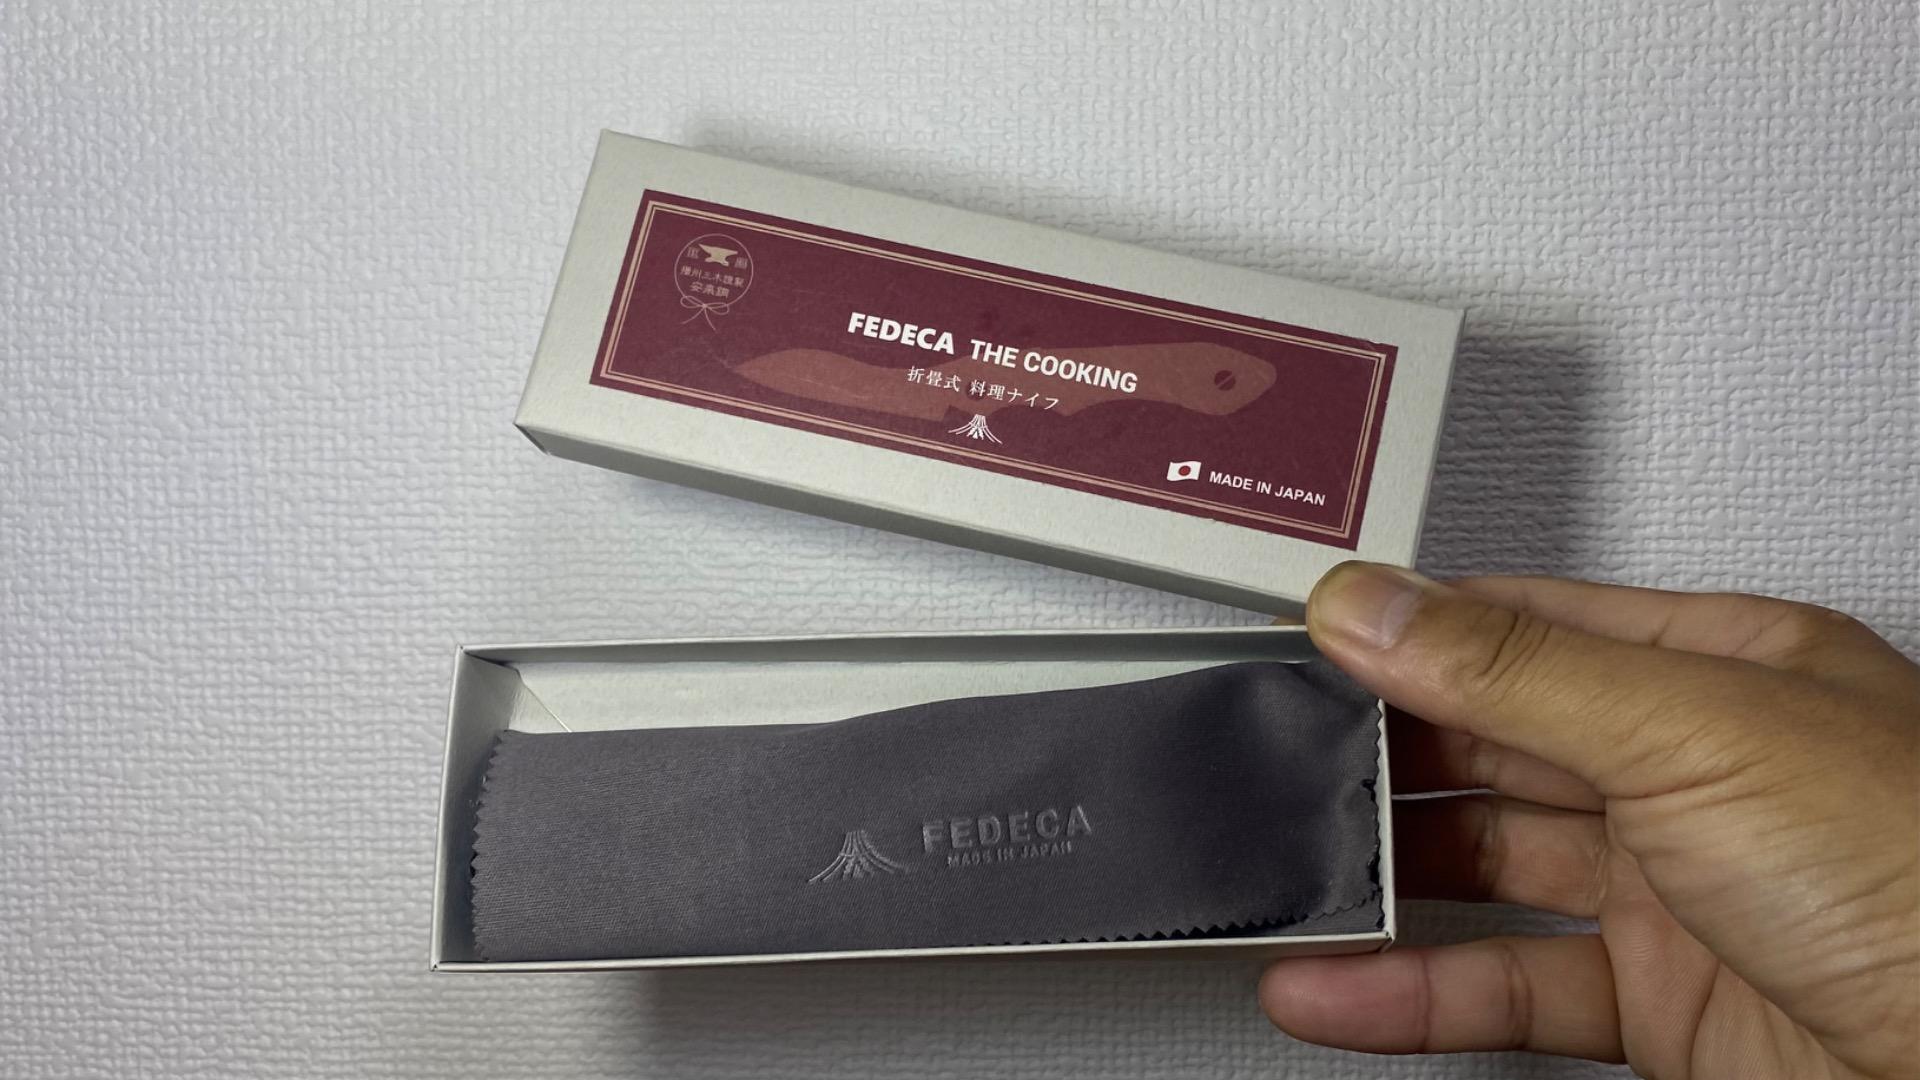 播州三木謹製
安来鋼
FEDECA THE COOKING
折畳式 料理ナイフ
MADE IN JAPAN
FEDECA
MADE IN JAPAN